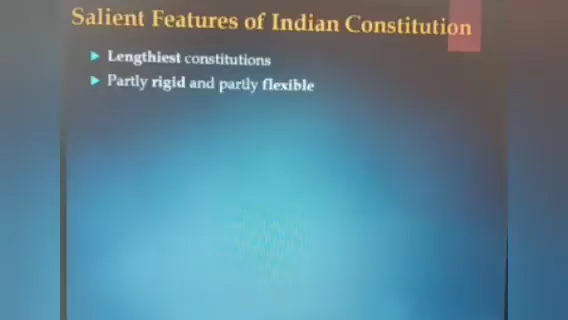 Salient Features of Indian Constitution
Lengthiest constitutions
Partly rigid and partly flexible